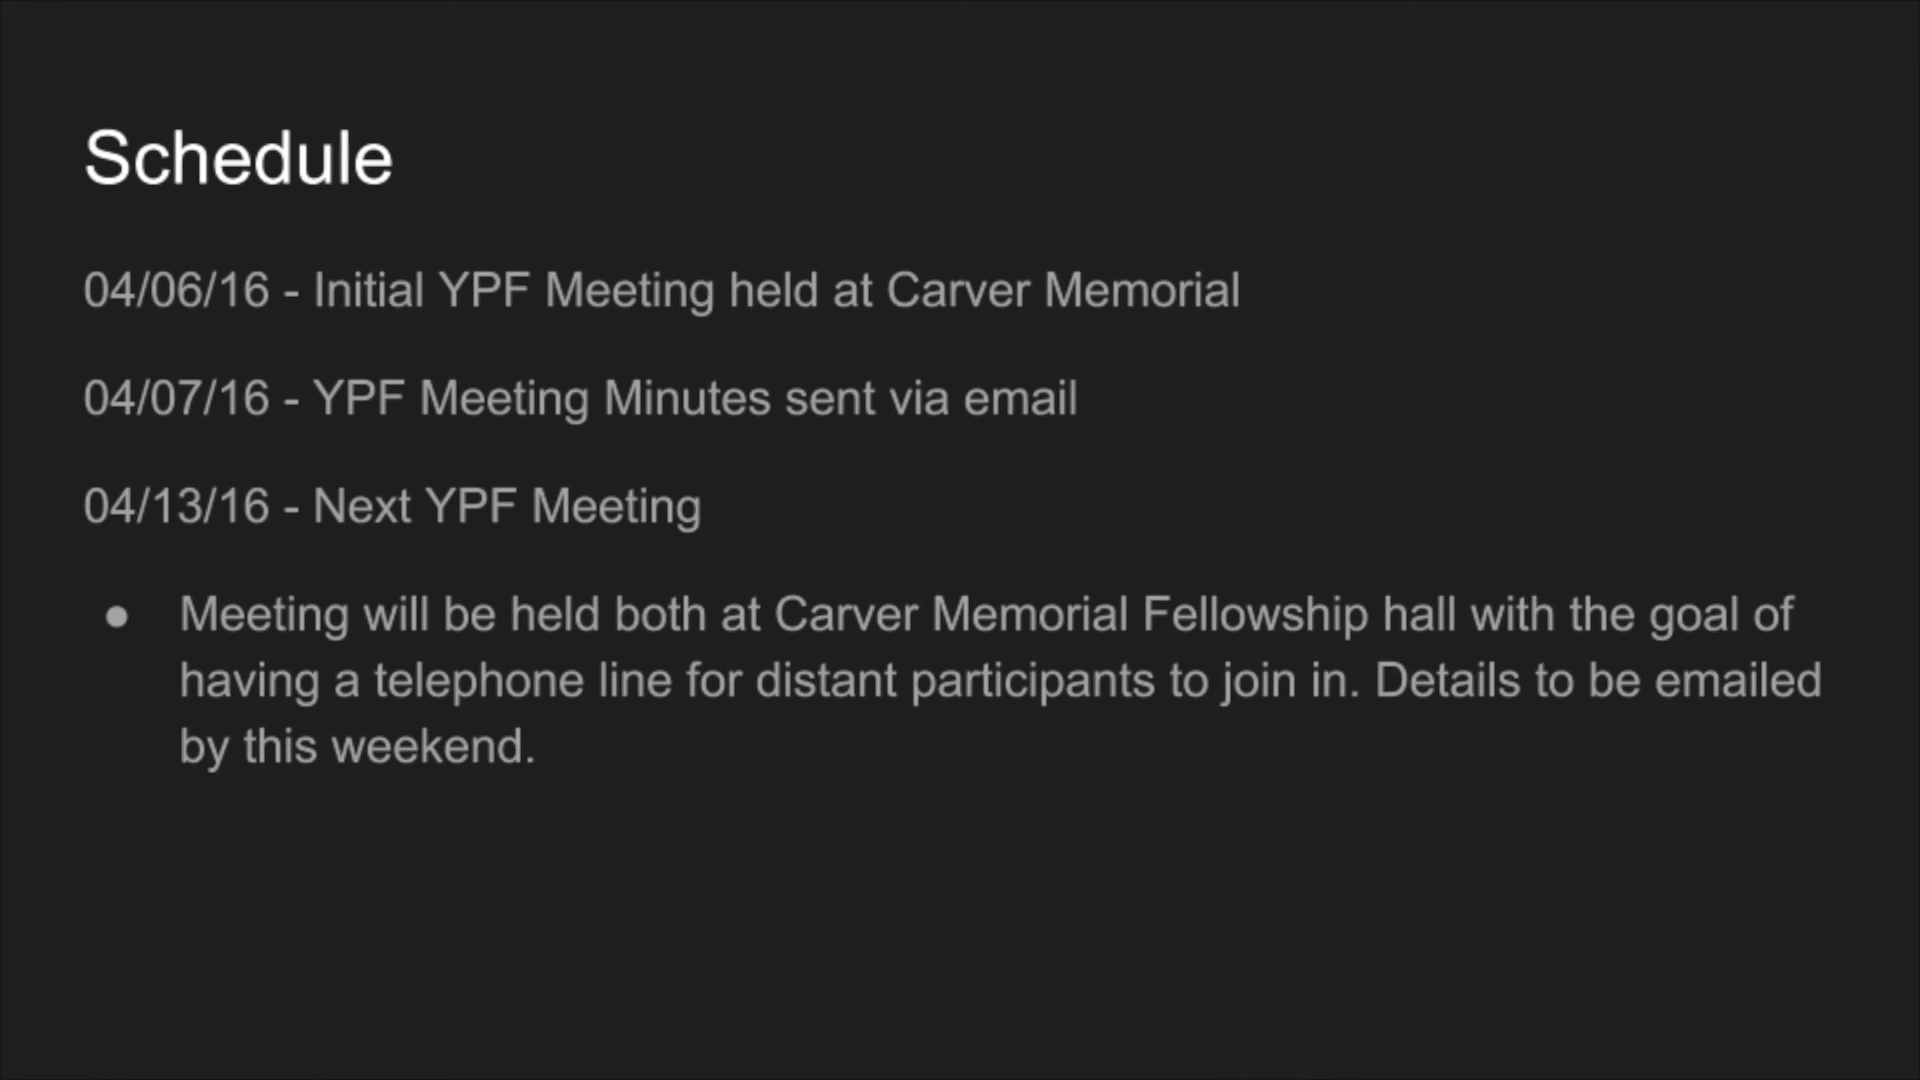 Schedule
04/06/16 - Initial YPF Meeting held at Carver Memorial
04/07/16 - YPF Meeting Minutes sent via email
04/13/16 - Next YPF Meeting
● Meeting will be held both at Carver Memorial Fellowship hall with the goal of
having a telephone line for distant participants to join in. Details to be emailed
by this weekend.